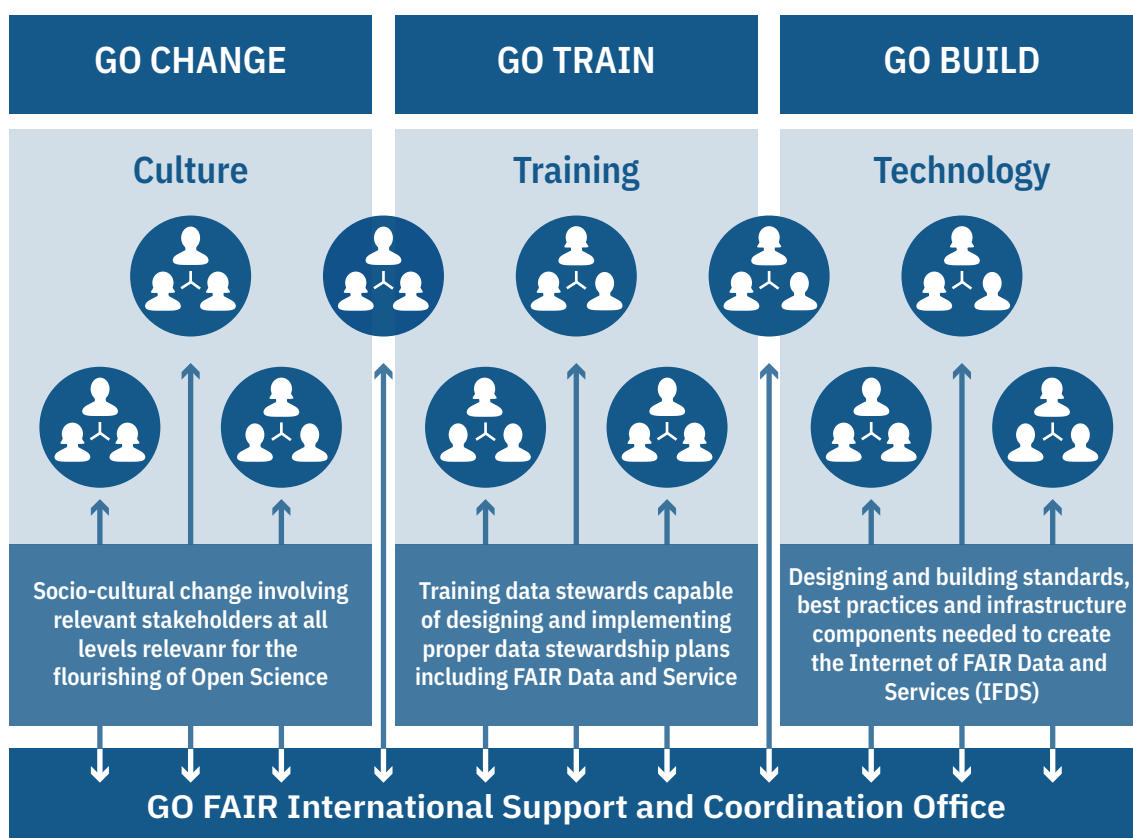 GO CHANGE
GO TRAIN
GO BUILD
Culture
Training
Technology
Socio-cultural change involving
relevant stakeholders at all
levels relevanr for the
flourishing of Open Science
Training data stewards capable
of designing and implementing
proper data stewardship plans
including FAIR Data and Service
Designing and building standards,
best practices and infrastructure
components needed to create
the Internet of FAIR Data and
Services (IFDS)
GO FAIR International Support and Coordination Office